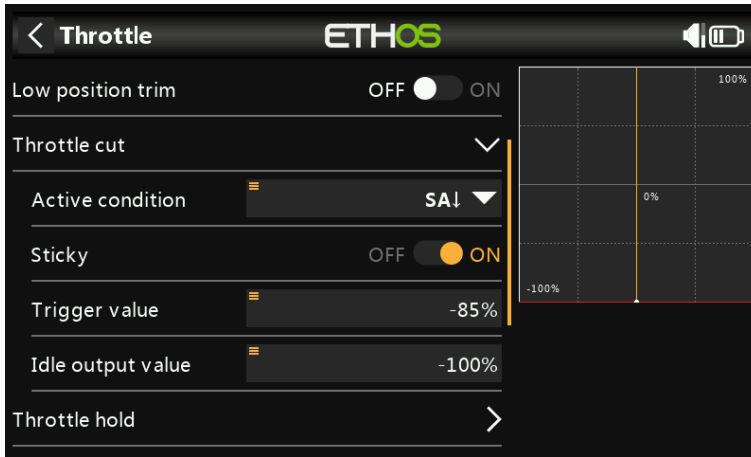 Throttle
ETHOS
Low position trim OFF ON
Throttle cut
Active condition SA↓
Sticky OFF ON
Trigger value -85%
Idle output value -100%
Throttle hold
100%
0%
-100%